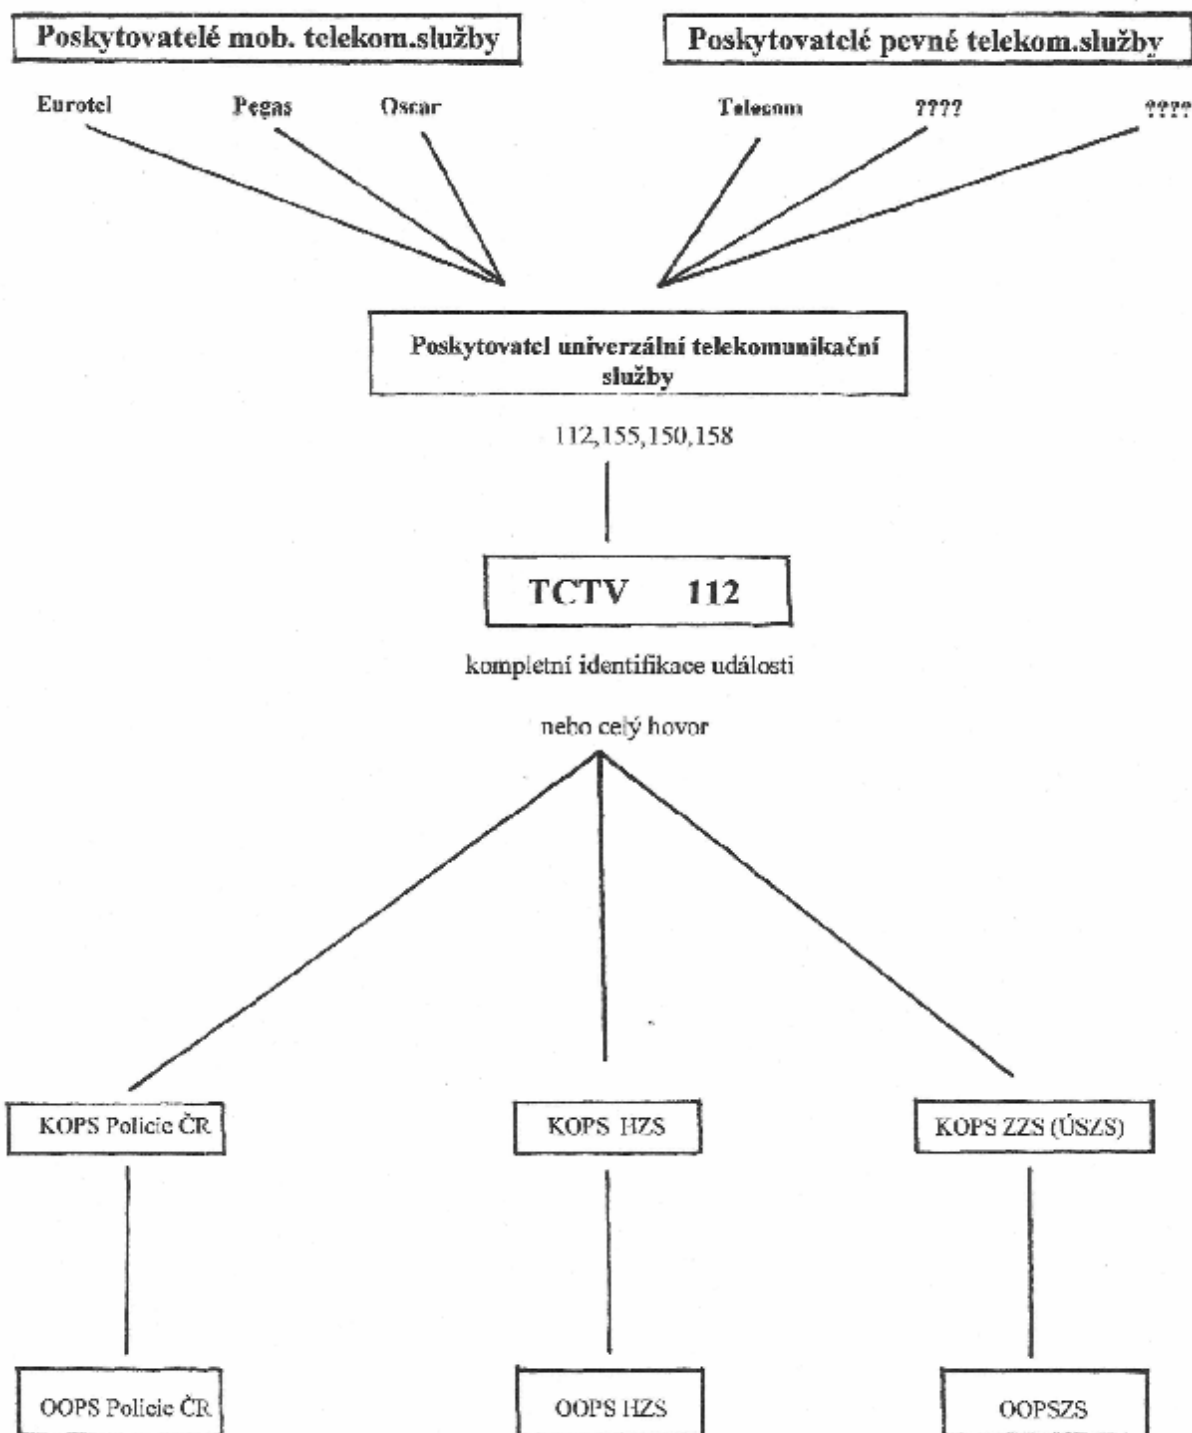 Poskytovatelé mob. telekom.služby
Poskytovatelé pevné telekom.služby
Eurotel Pegas Oscar Telecom ???? ????
Poskytovatel univerzální telekomunikační
služby
112,155,150,158
TCTV 112
kompletní identifikace události
nebo celý hovor
KOPS Policie ČR
KOPS HZS
KOPS ZZS (ÚSZS)
OOPS Policie ČR
OOPS HZS
OOPSZS